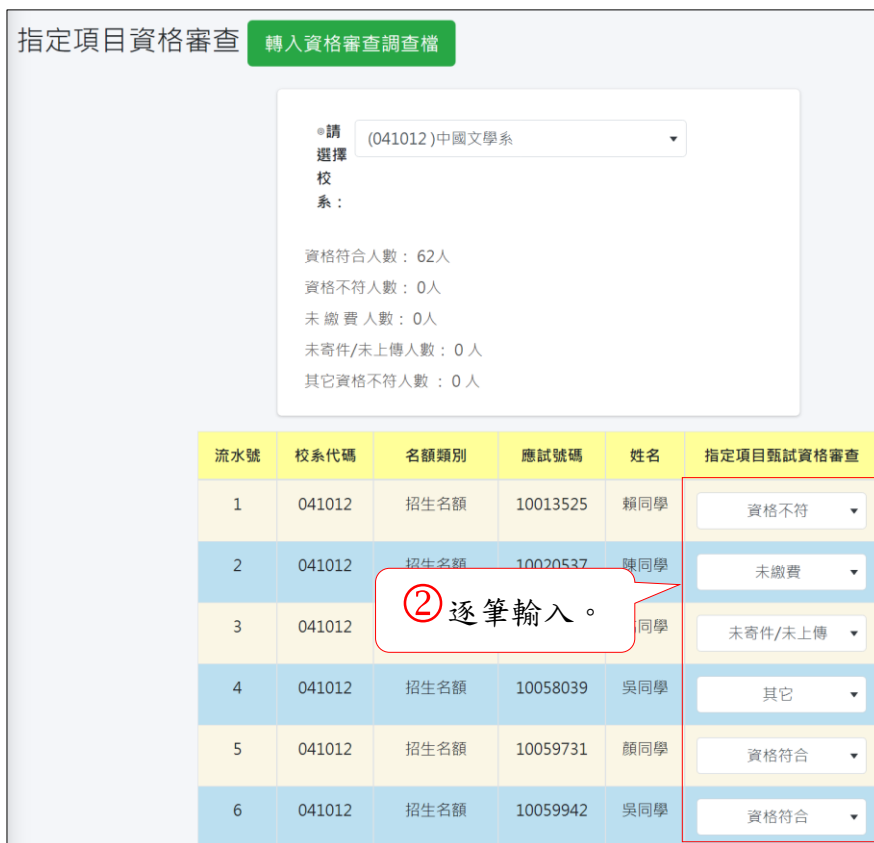 指定項目資格審查 轉入資格審查調查檔
◎請選擇校系： (041012 )中國文學系
資格符合人數： 62人
資格不符人數： 0人
未 繳 費 人數： 0人
未寄件/未上傳人數： 0 人
其它資格不符人數 ： 0 人
流水號 校系代碼 名額類別 應試號碼 姓名 指定項目甄試資格審查
1 041012 招生名額 10013525 賴同學 資格不符
2 041012 招生名額 10020537 陳同學 未繳費
②逐筆輸入。
3 041012 同學 未寄件/未上傳
4 041012 招生名額 10058039 吳同學 其它
5 041012 招生名額 10059731 顏同學 資格符合
6 041012 招生名額 10059942 吳同學 資格符合